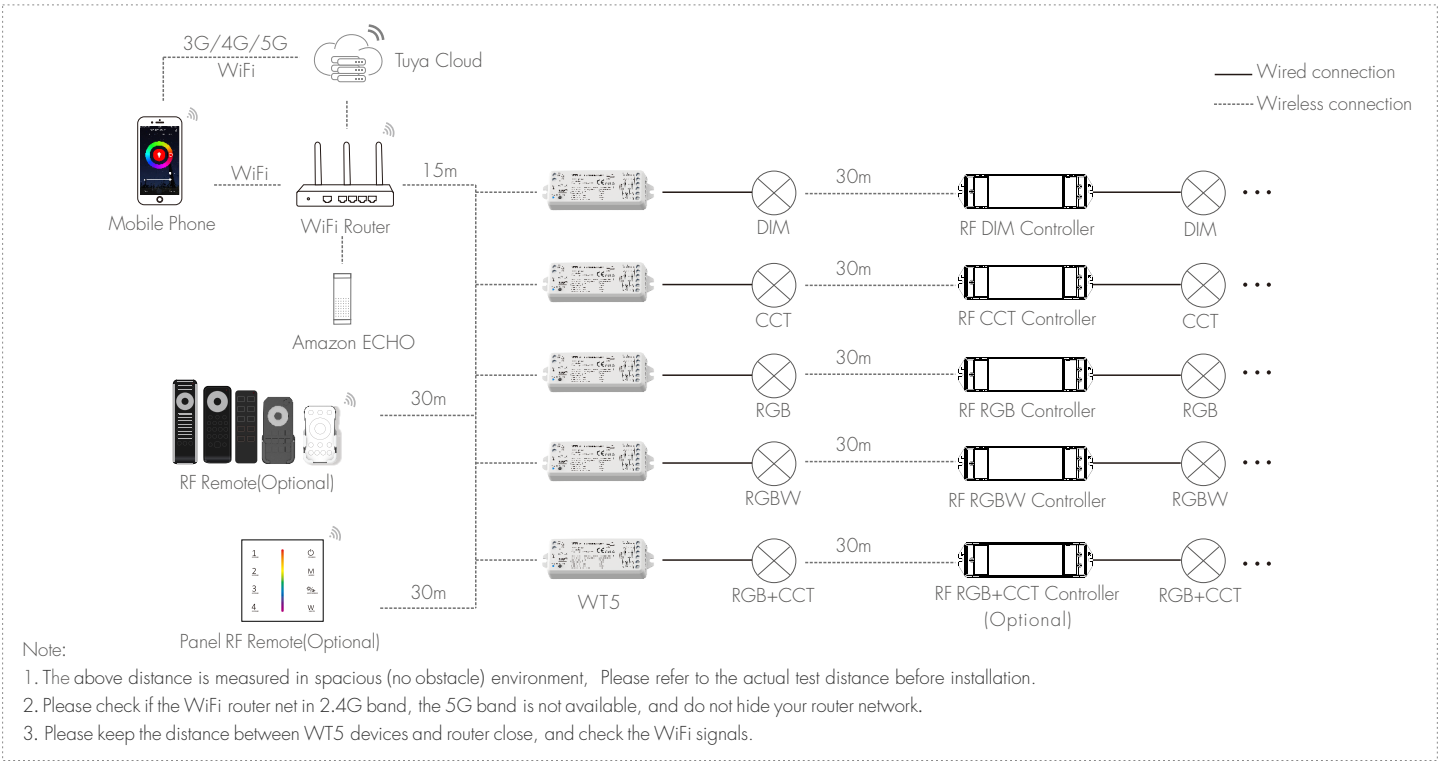 3G/4G/5G
WiFi
Tuya Cloud
Wired connection
Wireless connection
WiFi
15m
30m
Mobile Phone
WiFi Router
DIM
RF DIM Controller
DIM
30m
Amazon ECHO
CCT
RF CCT Controller
CCT
30m
30m
RGB
RF RGB Controller
RGB
RF Remote(Optional)
30m
RGBW
RF RGBW Controller
RGBW
1
2
M
3
4
W
30m
30m
WT5
RGB+CCT
RF RGB+CCT Controller
(Optional)
RGB+CCT
Panel RF Remote(Optional)
Note:
1. The above distance is measured in spacious (no obstacle) environment, Please refer to the actual test distance before installation.
2. Please check if the WiFi router net in 2.4G band, the 5G band is not available, and do not hide your router network.
3. Please keep the distance between WT5 devices and router close, and check the WiFi signals.